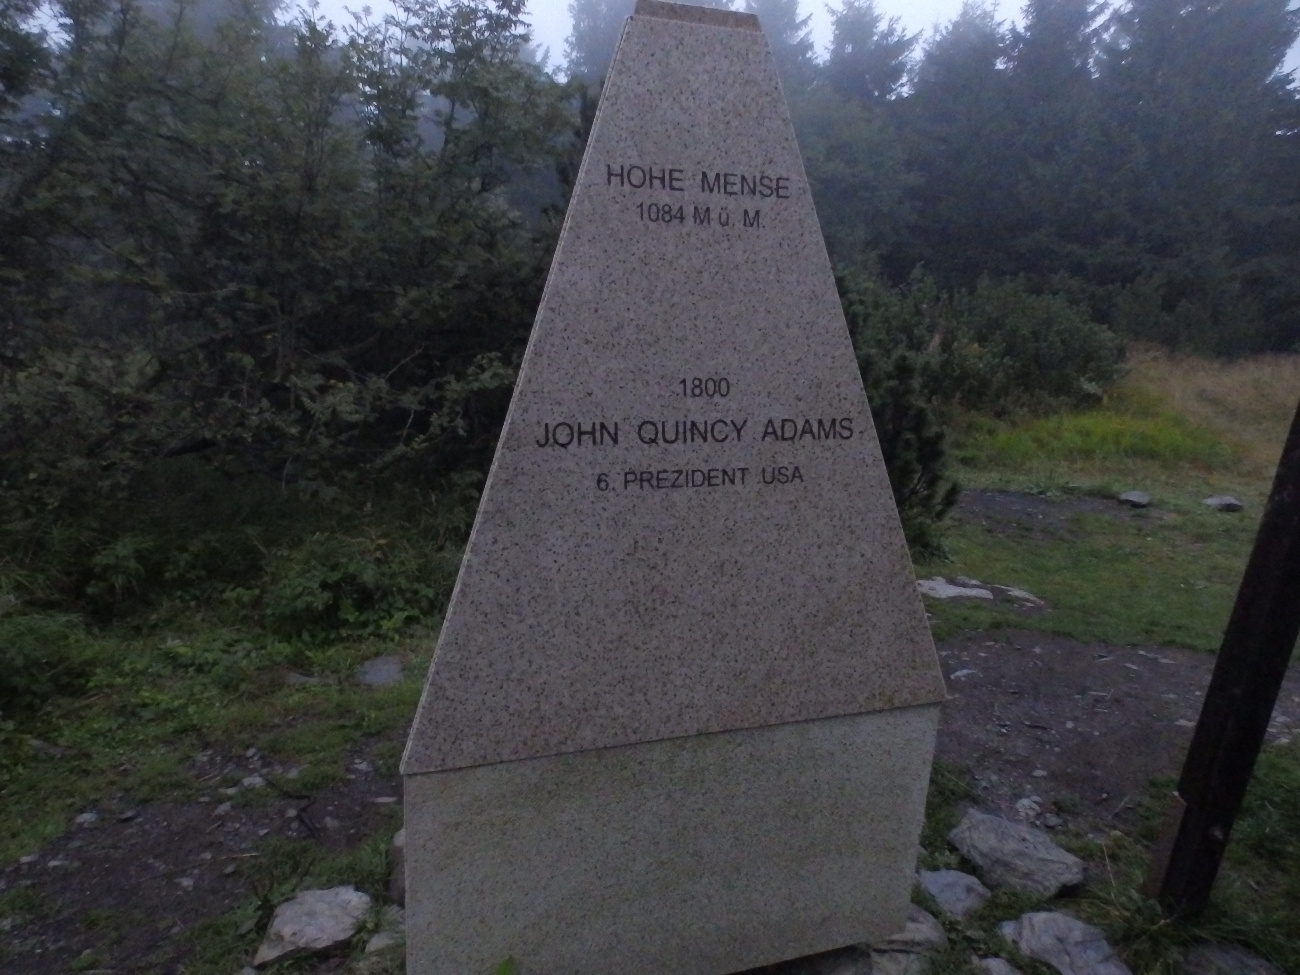 HOHE MENSE
1084 M ü. M.
1800
JOHN QUINCY ADAMS
6. PREZIDENT USA